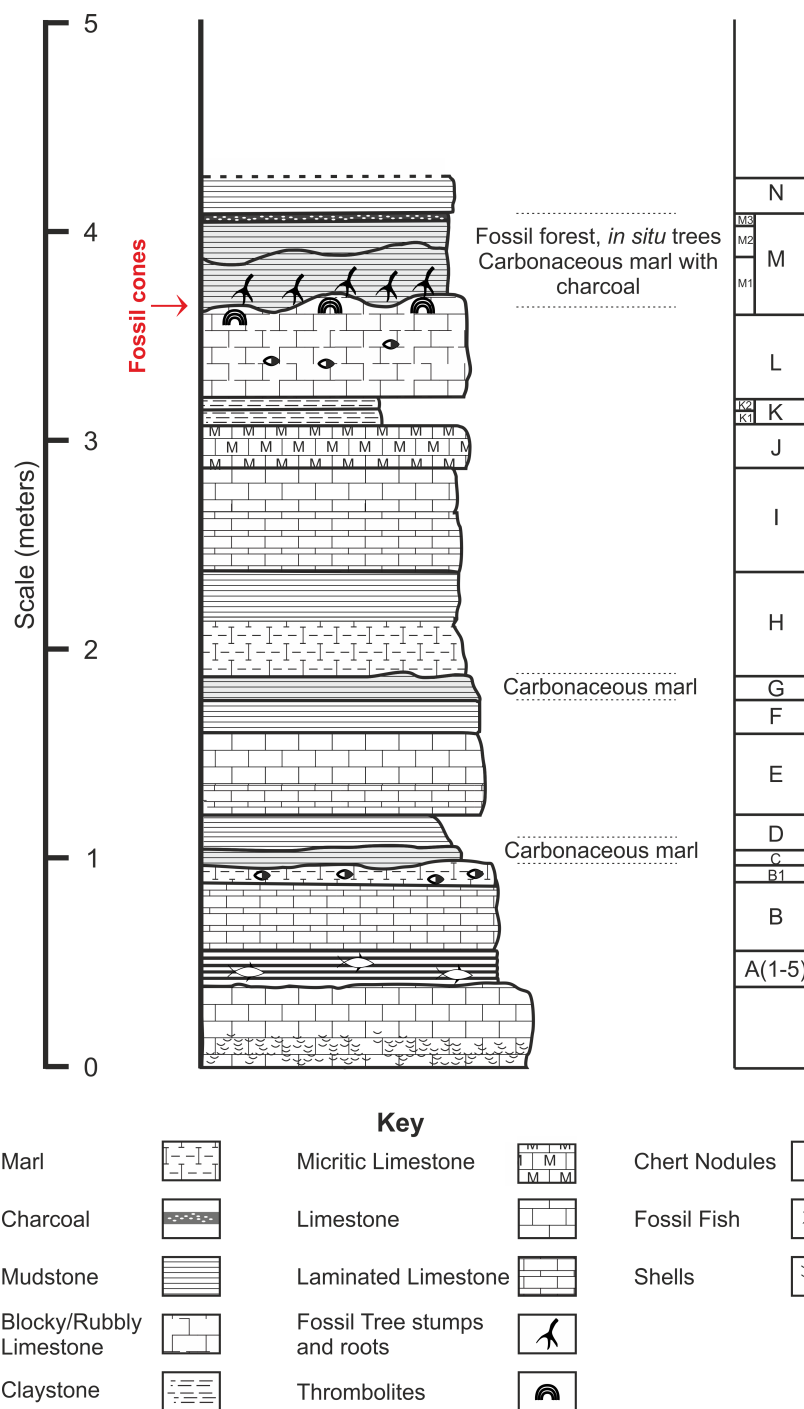 5
4
3
2
1
0
Scale (meters)
Fossil cones
Fossil forest, in situ trees
Carbonaceous marl with
charcoal
Carbonaceous marl
Carbonaceous marl
N
M3
M2
M
M1
L
K2
K
K1
J
I
H
G
F
E
D
C
B1
B
A(1-5)
M M M M M M M
M M M M M M
M M M M M M M
Key
Marl
Micritic Limestone
M M
M
M M
Chert Nodules
Charcoal
Limestone
Fossil Fish
Mudstone
Laminated Limestone
Shells
Blocky/Rubbly
Limestone
Fossil Tree stumps
and roots
Claystone
Thrombolites